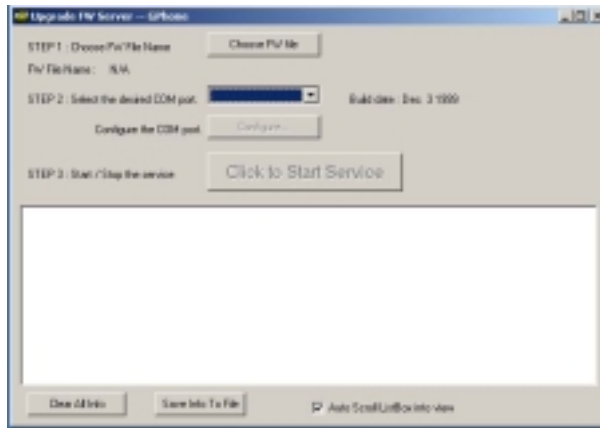 Upgrade FW Server -- GiPhone
STEP 1 : Choose FW File Name
Choose FW file
FW File Name : N/A
STEP 2 : Select the desired COM port
Build date : Dec 3 1999
Configure the COM port
Configure...
STEP 3 : Start / Stop the service
Click to Start Service
Clear All Info
Save Info To File
Auto Scroll ListBox into view